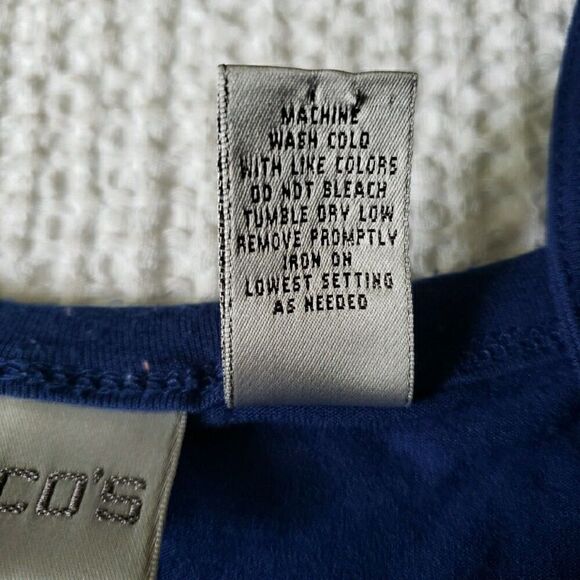 MACHINE
WASH COLD
WITH LIKE COLORS
DO NOT BLEACH
TUMBLE DRY LOW
REMOVE PROMPTLY
IRON ON
LOWEST SETTING
AS NEEDED
CO'S